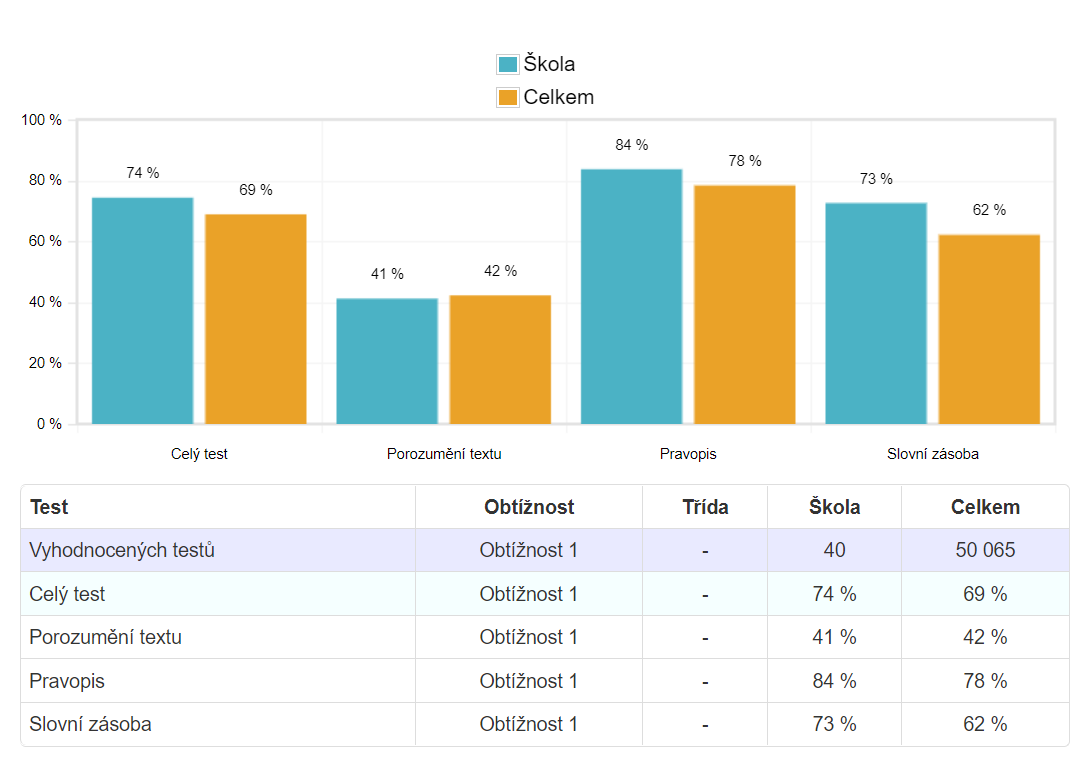 Škola
Celkem
100 %
80 %
60 %
40 %
20 %
0 %
74 %
69 %
41 %
42 %
84 %
78 %
73 %
62 %
Celý test
Porozumění textu
Pravopis
Slovní zásoba
Test Obtížnost Třída Škola Celkem
Vyhodnocených testů Obtížnost 1 - 40 50 065
Celý test Obtížnost 1 - 74 % 69 %
Porozumění textu Obtížnost 1 - 41 % 42 %
Pravopis Obtížnost 1 - 84 % 78 %
Slovní zásoba Obtížnost 1 - 73 % 62 %